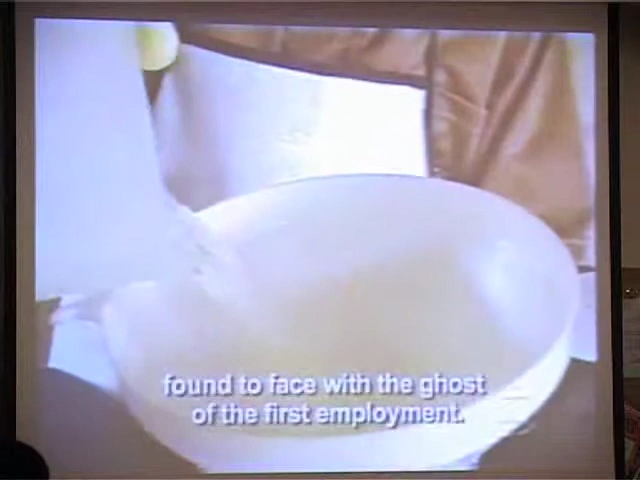 found to face with the ghost
of the first employment.